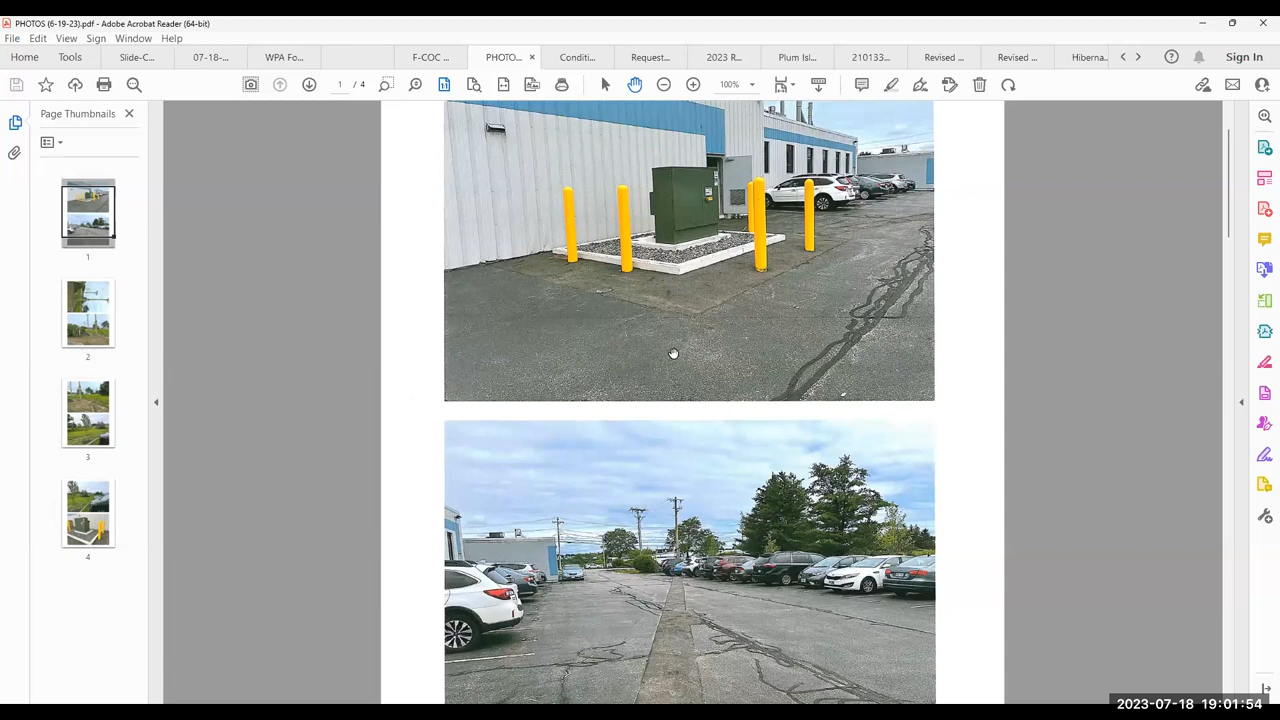 PHOTOS (6-19-23).pdf - Adobe Acrobat Reader (64-bit)
File Edit View Sign Window Help
Home Tools Slide-C... 07-18-... WPA Fo... F-COC ... PHOTO... × Conditi... Request... 2023 R... Plum Isl... 210133... Revised ... Revised ... Hiberna... Sign In
1 / 4 100%
Page Thumbnails
1
2
3
4
2023-07-18 19:01:54